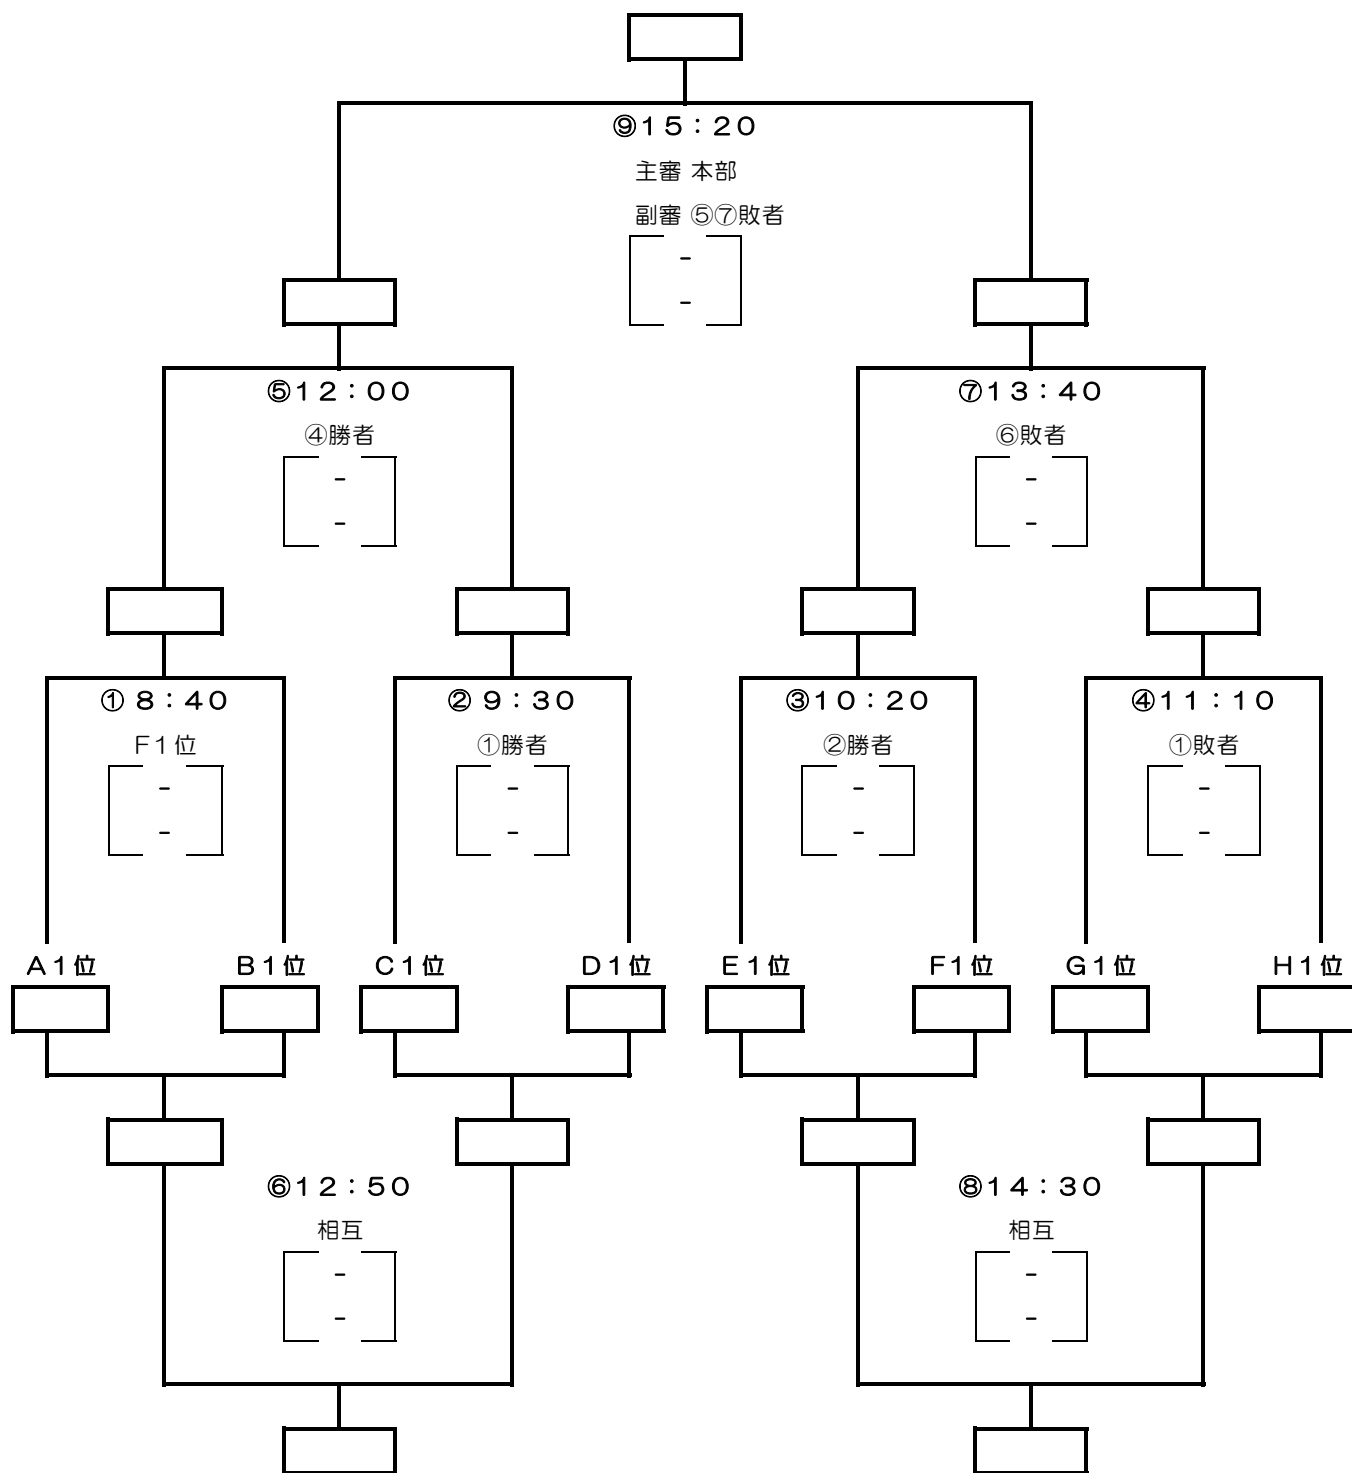 ⑨15：20
主審 本部
副審 ⑤⑦敗者
-
-
⑤12：00
⑦13：40
④勝者
⑥敗者
- -
- -
① 8：40
② 9：30
③10：20
④11：10
F1位
①勝者
②勝者
①敗者
- - - -
- - - -
A1位 B1位 C1位 D1位 E1位 F1位 G1位 H1位
⑥12：50
⑧14：30
相互
相互
- -
- -